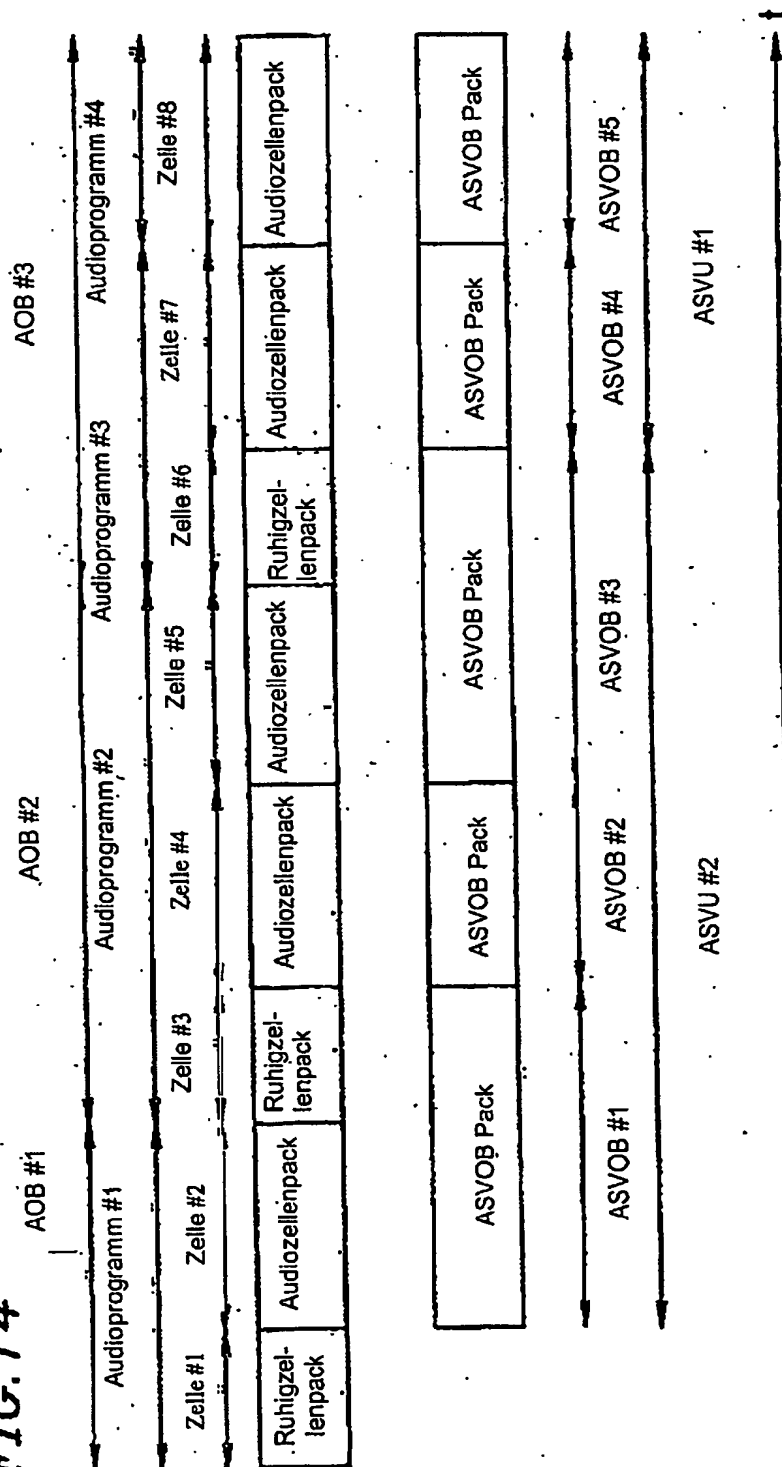 FIG. 74
AOB #1
AOB #2
AOB #3
Audioprogramm #1
Audioprogramm #2
Audioprogramm #3
Audioprogramm #4
Zelle #1
Zelle #2
Zelle #3
Zelle #4
Zelle #5
Zelle #6
Zelle #7
Zelle #8
Ruhigzel-
lenpack
Audiozellenpack
Ruhigzel-
lenpack
Audiozellenpack
Audiozellenpack
Ruhigzel-
lenpack
Audiozellenpack
Audiozellenpack
ASVOB Pack
ASVOB Pack
ASVOB Pack
ASVOB Pack
ASVOB Pack
ASVOB #1
ASVOB #2
ASVOB #3
ASVOB #4
ASVOB #5
ASVU #2
ASVU #1
t